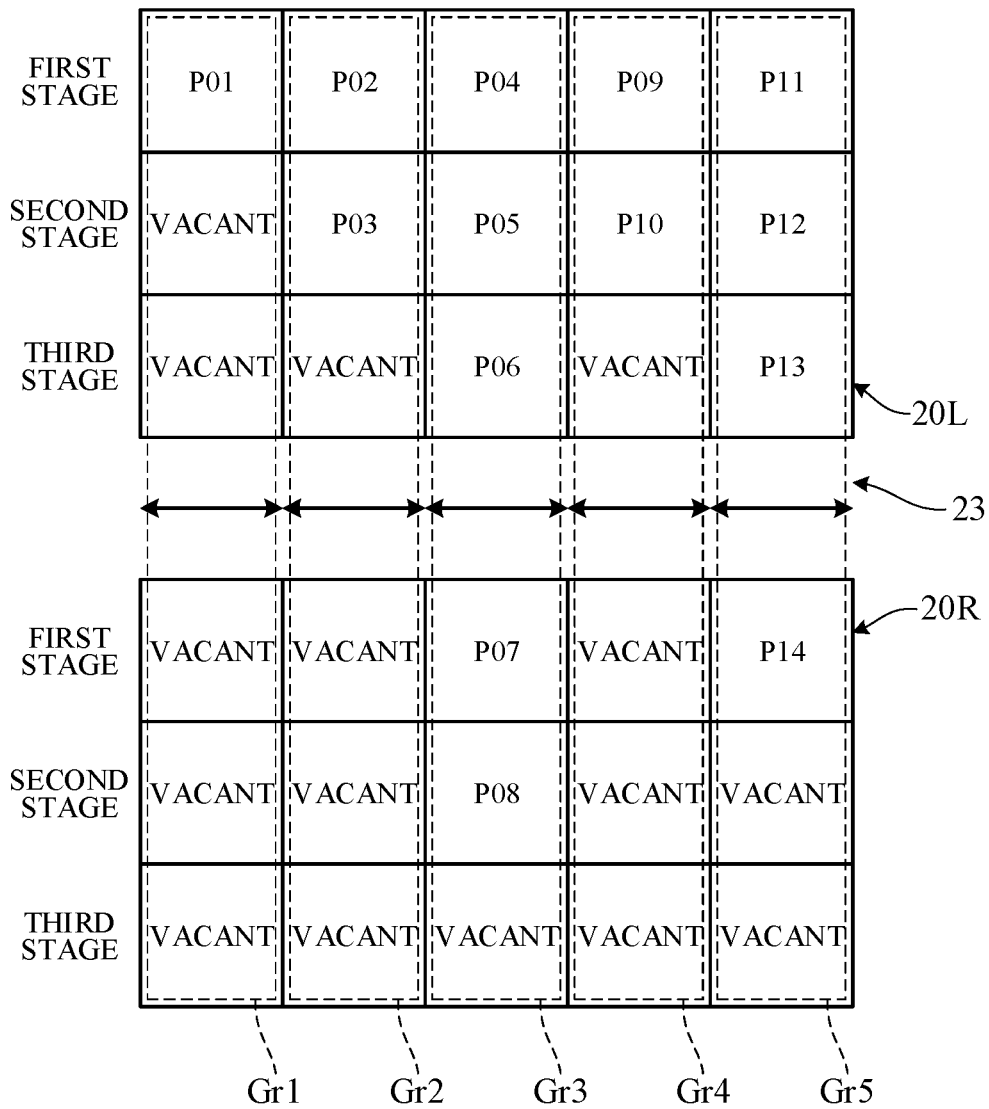 FIRST
STAGE
P01
P02
P04
P09
P11
SECOND
STAGE
VACANT
P03
P05
P10
P12
THIRD
STAGE
VACANT
VACANT
P06
VACANT
P13
20L
23
20R
FIRST
STAGE
VACANT
VACANT
P07
VACANT
P14
SECOND
STAGE
VACANT
VACANT
P08
VACANT
VACANT
THIRD
STAGE
VACANT
VACANT
VACANT
VACANT
VACANT
Gr1
Gr2
Gr3
Gr4
Gr5